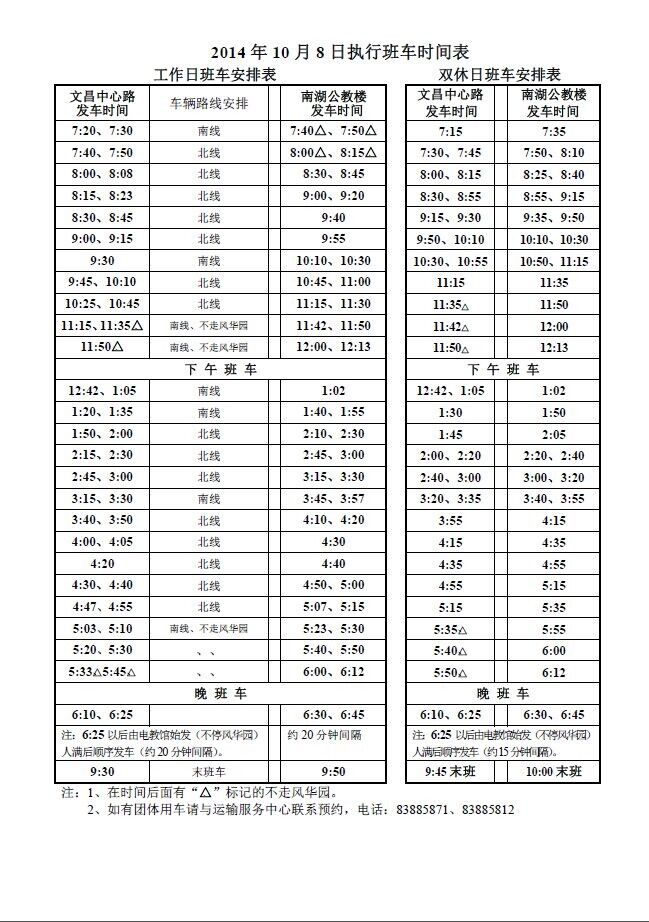 2014 年 10 月 8 日执行班车时间表
工作日班车安排表
文昌中心路发车时间 车辆路线安排 南湖公教楼发车时间
7:20、7:30 南线 7:40△、7:50△
7:40、7:50 北线 8:00△、8:15△
8:00、8:08 北线 8:30、8:45
8:15、8:23 北线 9:00、9:20
8:30、8:45 北线 9:40
9:00、9:15 北线 9:55
9:30 南线 10:10、10:30
9:45、10:10 北线 10:45、11:00
10:25、10:45 北线 11:15、11:30
11:15、11:35△ 南线、不走风华园 11:42、11:50
11:50△ 南线、不走风华园 12:00、12:13
下 午 班 车
12:42、1:05 南线 1:02
1:20、1:35 南线 1:40、1:55
1:50、2:00 北线 2:10、2:30
2:15、2:30 北线 2:45、3:00
2:45、3:00 北线 3:15、3:30
3:15、3:30 南线 3:45、3:57
3:40、3:50 北线 4:10、4:20
4:00、4:05 北线 4:30
4:20 北线 4:40
4:30、4:40 北线 4:50、5:00
4:47、4:55 北线 5:07、5:15
5:03、5:10 南线、不走风华园 5:23、5:30
5:20、5:30 、、 5:40、5:50
5:33△5:45△ 、、 6:00、6:12
晚 班 车
6:10、6:25 6:30、6:45
注：6:25 以后由电教馆始发（不停风华园） 约 20 分钟间隔
人满后顺序发车（约 20 分钟间隔）。
9:30 末班车 9:50
双休日班车安排表
文昌中心路发车时间 南湖公教楼发车时间
7:15 7:35
7:30、7:45 7:50、8:10
8:00、8:15 8:25、8:40
8:30、8:55 8:55、9:15
9:15、9:30 9:35、9:50
9:50、10:10 10:10、10:30
10:30、10:55 10:50、11:15
11:15 11:35
11:35△ 11:50
11:42△ 12:00
11:50△ 12:13
下 午 班 车
12:42、1:05 1:02
1:30 1:50
1:45 2:05
2:00、2:20 2:20、2:40
2:40、3:00 3:00、3:20
3:20、3:35 3:40、3:55
3:55 4:15
4:15 4:35
4:35 4:55
4:55 5:15
5:15 5:35
5:35△ 5:55
5:40△ 6:00
5:50△ 6:12
晚 班 车
6:10、6:25 6:30、6:45
注：6:25 以后由电教馆始发（不停风华园）
人满后顺序发车（约 15 分钟间隔）。
9:45 末班 10:00 末班
注：1、在时间后面有“△”标记的不走风华园。
2、如有团体用车请与运输服务中心联系预约，电话：83885871、83885812